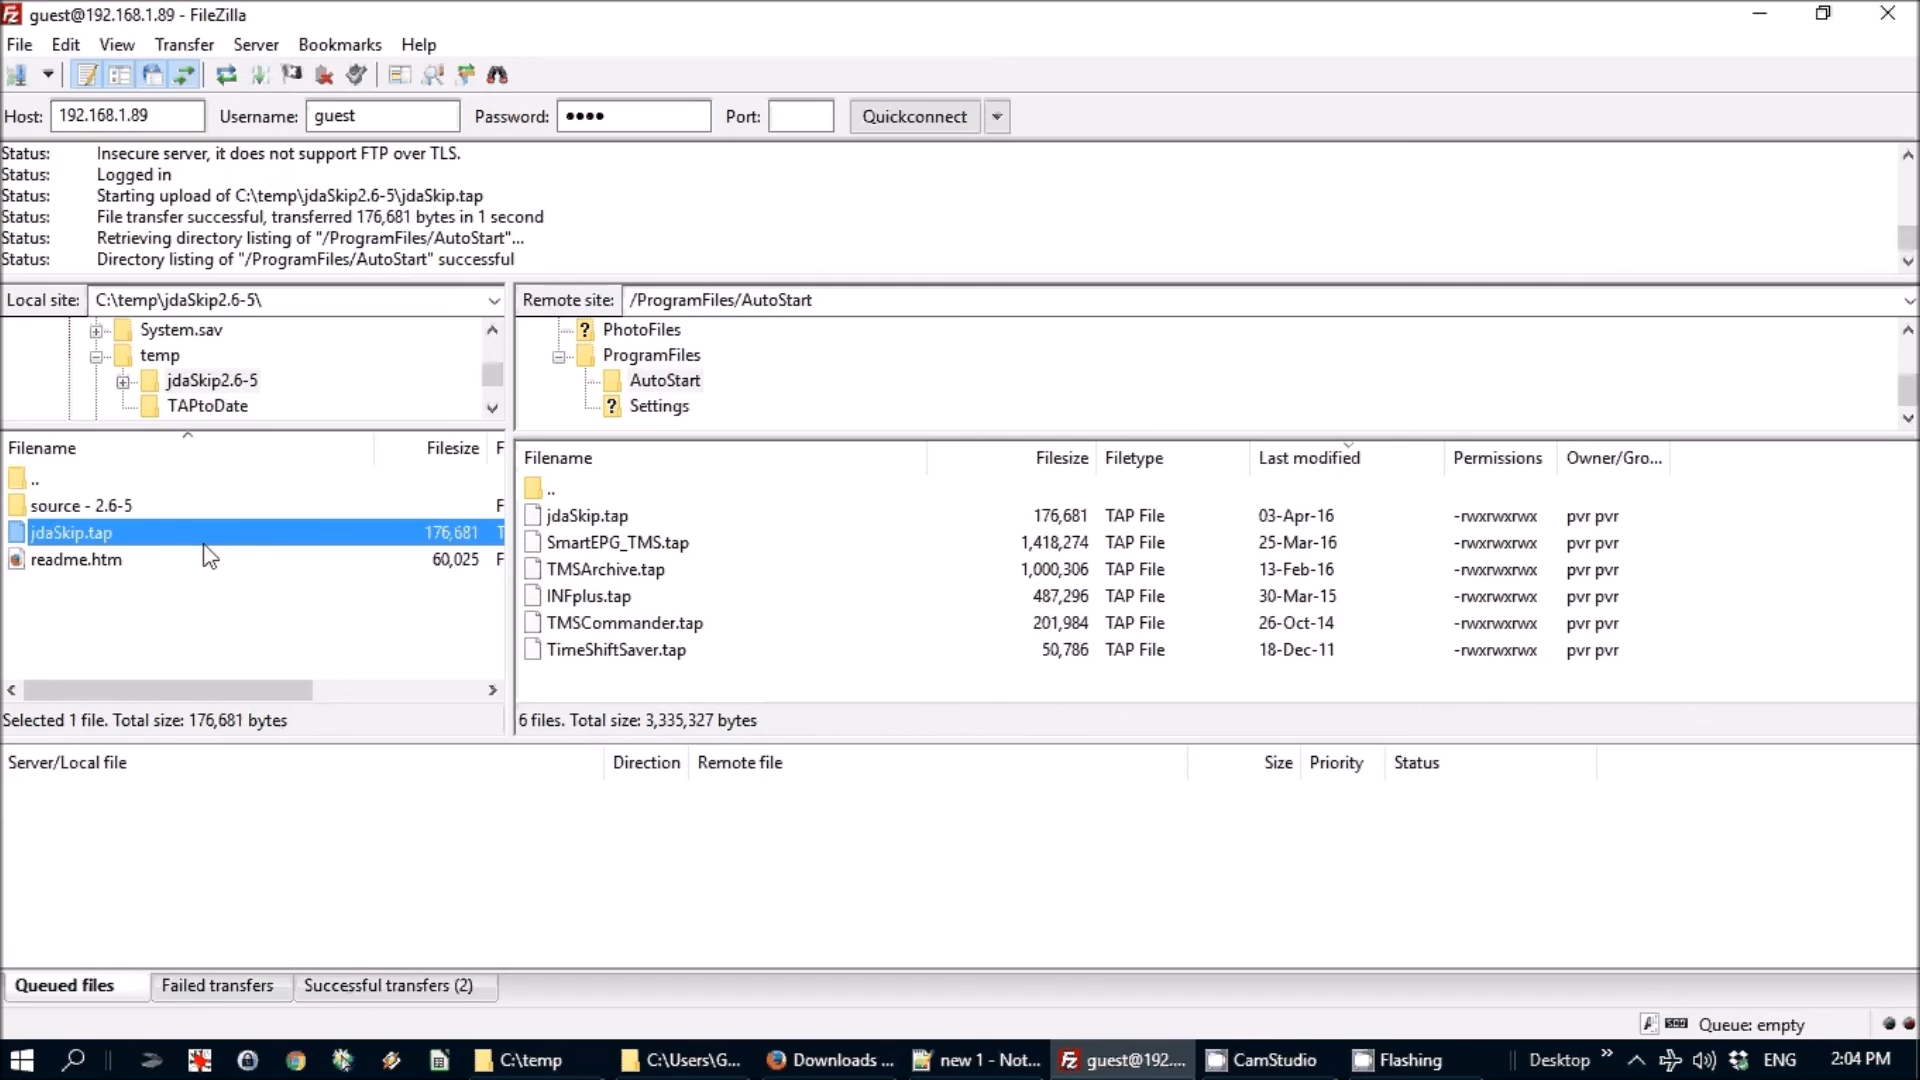 guest@192.168.1.89 - FileZilla
File Edit View Transfer Server Bookmarks Help
Host: 192.168.1.89 Username: guest Password: •••• Port: Quickconnect
Status: Insecure server, it does not support FTP over TLS.
Status: Logged in
Status: Starting upload of C:\temp\jdaSkip2.6-5\jdaSkip.tap
Status: File transfer successful, transferred 176,681 bytes in 1 second
Status: Retrieving directory listing of "/ProgramFiles/AutoStart"...
Status: Directory listing of "/ProgramFiles/AutoStart" successful
Local site: C:\temp\jdaSkip2.6-5\
System.sav
temp
jdaSkip2.6-5
TAPtoDate
Filename Filesize F
..
source - 2.6-5 F
jdaSkip.tap 176,681 T
readme.htm 60,025 F
Selected 1 file. Total size: 176,681 bytes
Remote site: /ProgramFiles/AutoStart
? PhotoFiles
ProgramFiles
AutoStart
? Settings
Filename Filesize Filetype Last modified Permissions Owner/Gro...
..
jdaSkip.tap 176,681 TAP File 03-Apr-16 -rwxrwxrwx pvr pvr
SmartEPG_TMS.tap 1,418,274 TAP File 25-Mar-16 -rwxrwxrwx pvr pvr
TMSArchive.tap 1,000,306 TAP File 13-Feb-16 -rwxrwxrwx pvr pvr
INFplus.tap 487,296 TAP File 30-Mar-15 -rwxrwxrwx pvr pvr
TMSCommander.tap 201,984 TAP File 26-Oct-14 -rwxrwxrwx pvr pvr
TimeShiftSaver.tap 50,786 TAP File 18-Dec-11 -rwxrwxrwx pvr pvr
6 files. Total size: 3,335,327 bytes
Server/Local file Direction Remote file Size Priority Status
Queued files Failed transfers Successful transfers (2)
Queue: empty
C:\temp C:\Users\G... Downloads ... new 1 - Not... guest@192.... CamStudio Flashing Desktop ENG 2:04 PM